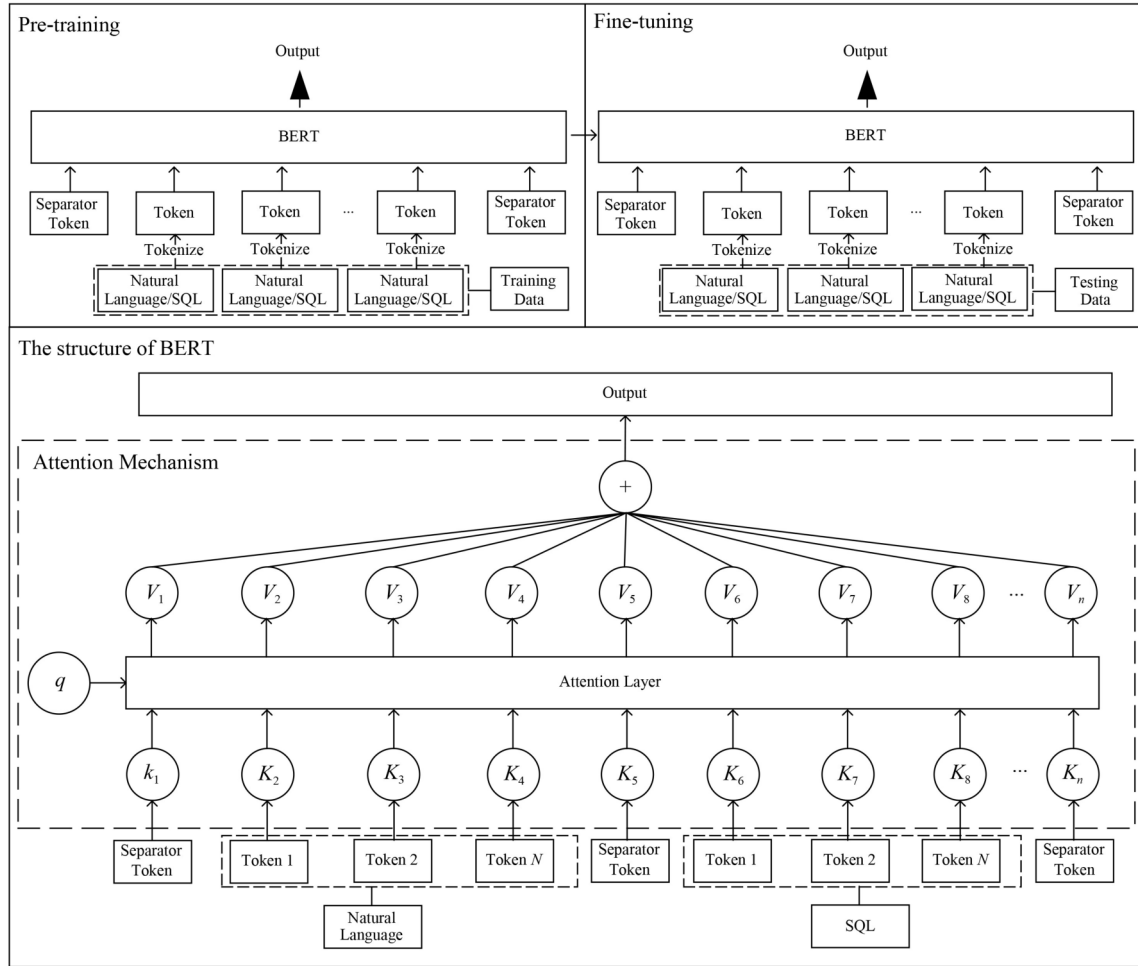 Pre-training
Output
BERT
Separator
Token
Token
Token
...
Token
Separator
Token
Tokenize
Tokenize
Tokenize
Natural
Language/SQL
Natural
Language/SQL
Natural
Language/SQL
Training
Data
Fine-tuning
Output
BERT
Separator
Token
Token
Token
...
Token
Separator
Token
Tokenize
Tokenize
Tokenize
Natural
Language/SQL
Natural
Language/SQL
Natural
Language/SQL
Testing
Data
The structure of BERT
Output
Attention Mechanism
+
V1 V2 V3 V4 V5 V6 V7 V8 ... Vn
q
Attention Layer
k1 K2 K3 K4 K5 K6 K7 K8 ... Kn
Separator
Token
Token 1
Token 2
Token N
Separator
Token
Token 1
Token 2
Token N
Separator
Token
Natural
Language
SQL